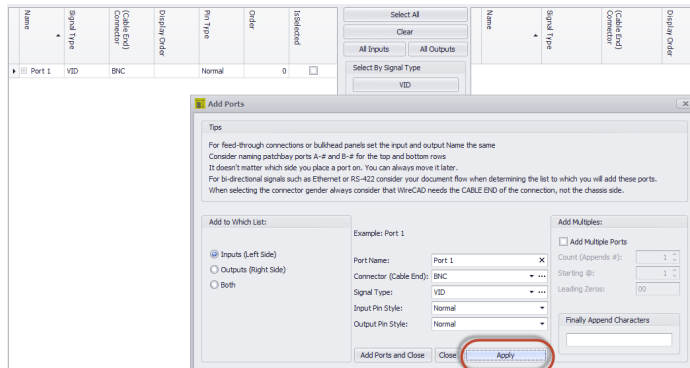 Name
Signal Type
(Cable End) Connector
Display Order
Pin Type
Order
IsSelected
Select All
Clear
All Inputs
All Outputs
Select By Signal Type
VID
Name
Signal Type
(Cable End) Connector
Display Order
Port 1 VID BNC Normal 0
Add Ports
Tips
For feed-through connections or bulkhead panels set the input and output Name the same
Consider naming patchbay ports A-# and B-# for the top and bottom rows
It doesn't matter which side you place a port on. You can always move it later.
For bi-directional signals such as Ethernet or RS-422 consider your document flow when determining the list to which you will add these ports.
When selecting the connector gender always consider that WireCAD needs the CABLE END of the connection, not the chassis side.
Add to Which List:
Inputs (Left Side)
Outputs (Right Side)
Both
Example: Port 1
Port Name: Port 1
Connector (Cable End): BNC
Signal Type: VID
Input Pin Style: Normal
Output Pin Style: Normal
Add Ports and Close
Close
Apply
Add Multiples:
Add Multiple Ports
Count (Appends #): 1
Starting @: 1
Leading Zeros: 00
Finally Append Characters